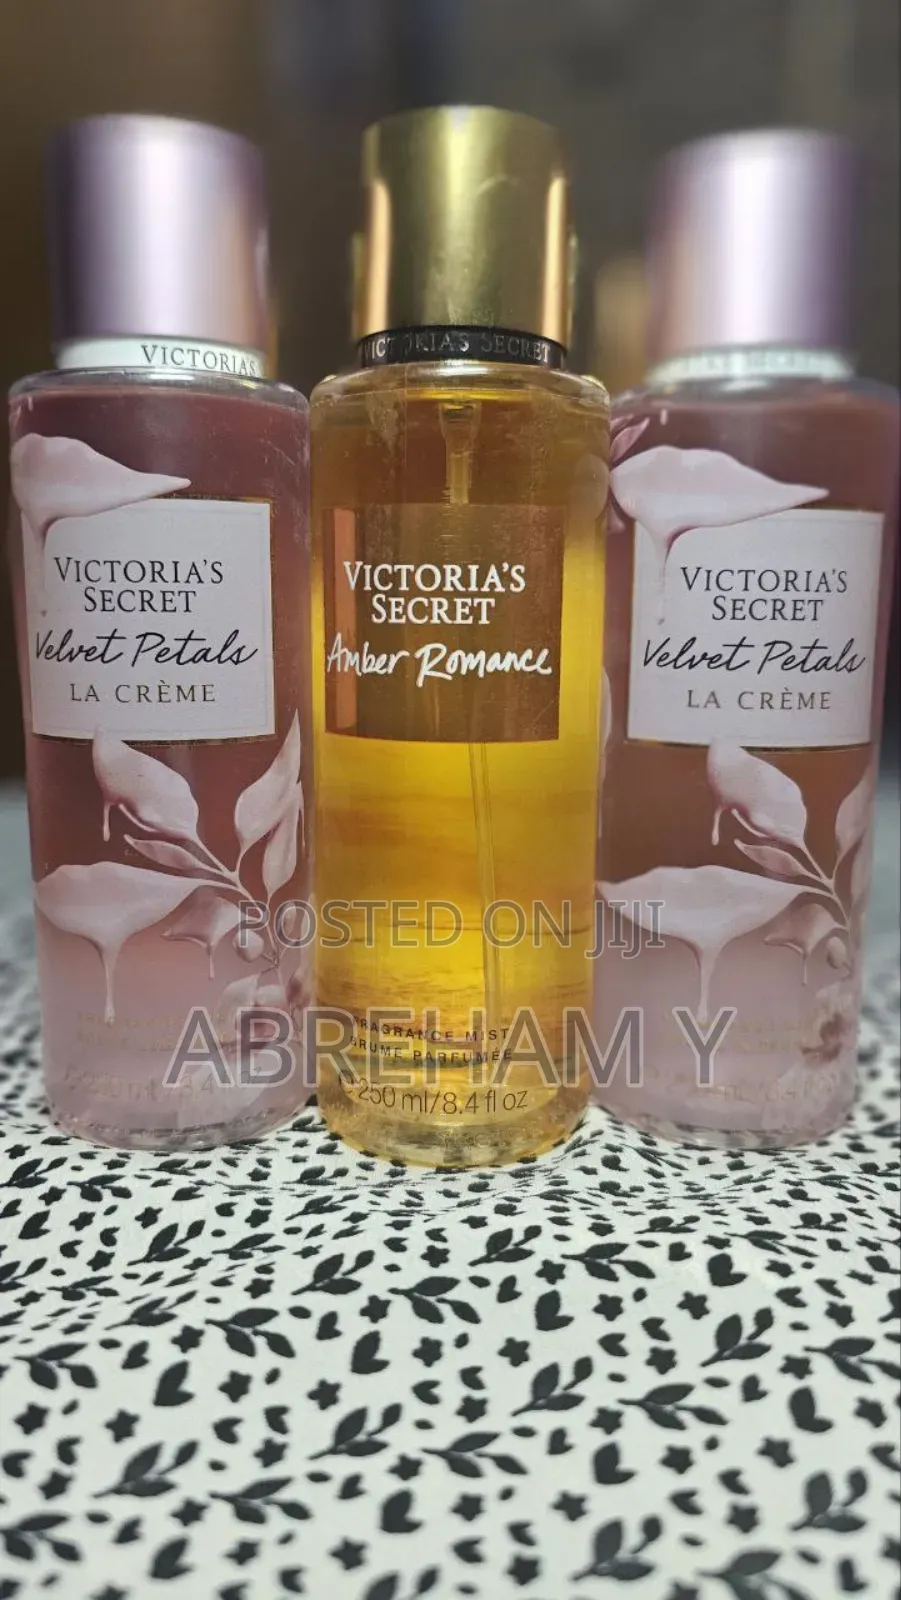 VICTORIA'S
VICTORIA'S
SECRET
Velvet Petals
LA CRÈME
VICTORIA'S SECRET
VICTORIA'S
SECRET
Amber Romance
FRAGRANCE MIST
BRUME PARFUMÉE
e 250 ml/8.4 fl oz
VICTORIA'S
SECRET
Velvet Petals
LA CRÈME
POSTED ON JIJI
ABREHAM Y